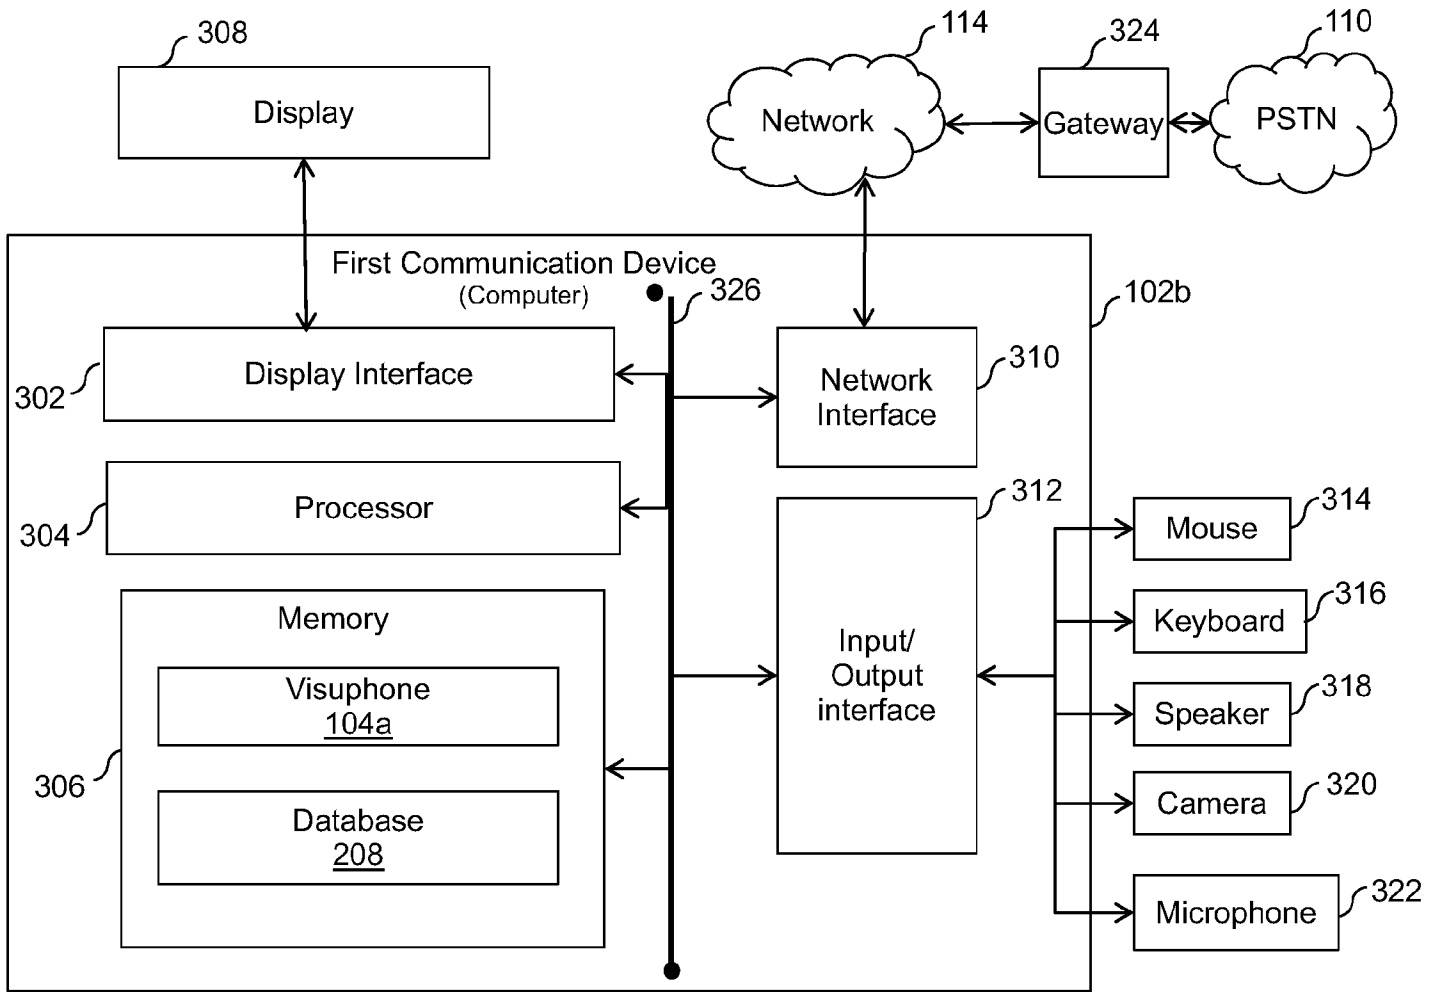 308
Display
114
Network
324
Gateway
110
PSTN
First Communication Device
(Computer)
326
102b
302
Display Interface
310
Network
Interface
304
Processor
312
Input/
Output
interface
306
Memory
Visuphone
104a
Database
208
314
Mouse
316
Keyboard
318
Speaker
320
Camera
322
Microphone